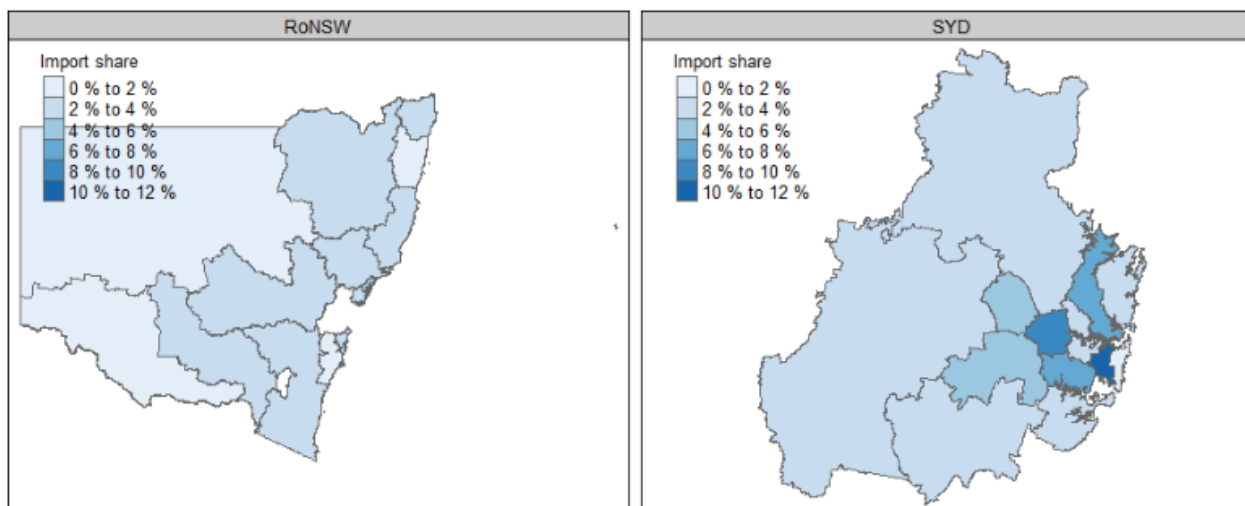 RoNSW
Import share
0 % to 2 %
2 % to 4 %
4 % to 6 %
6 % to 8 %
8 % to 10 %
10 % to 12 %
SYD
Import share
0 % to 2 %
2 % to 4 %
4 % to 6 %
6 % to 8 %
8 % to 10 %
10 % to 12 %